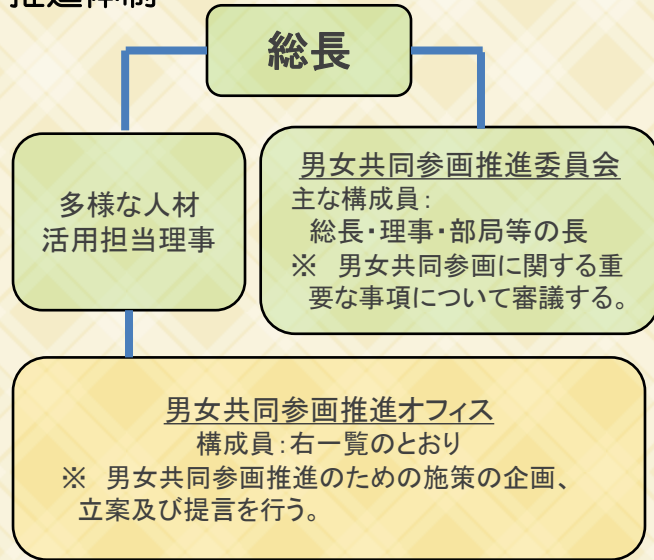 推進体制
総長
多様な人材
活用担当理事
男女共同参画推進委員会
主な構成員：
総長・理事・部局等の長
※ 男女共同参画に関する重
要な事項について審議する。
男女共同参画推進オフィス
構成員：右一覧のとおり
※ 男女共同参画推進のための施策の企画、
立案及び提言を行う。